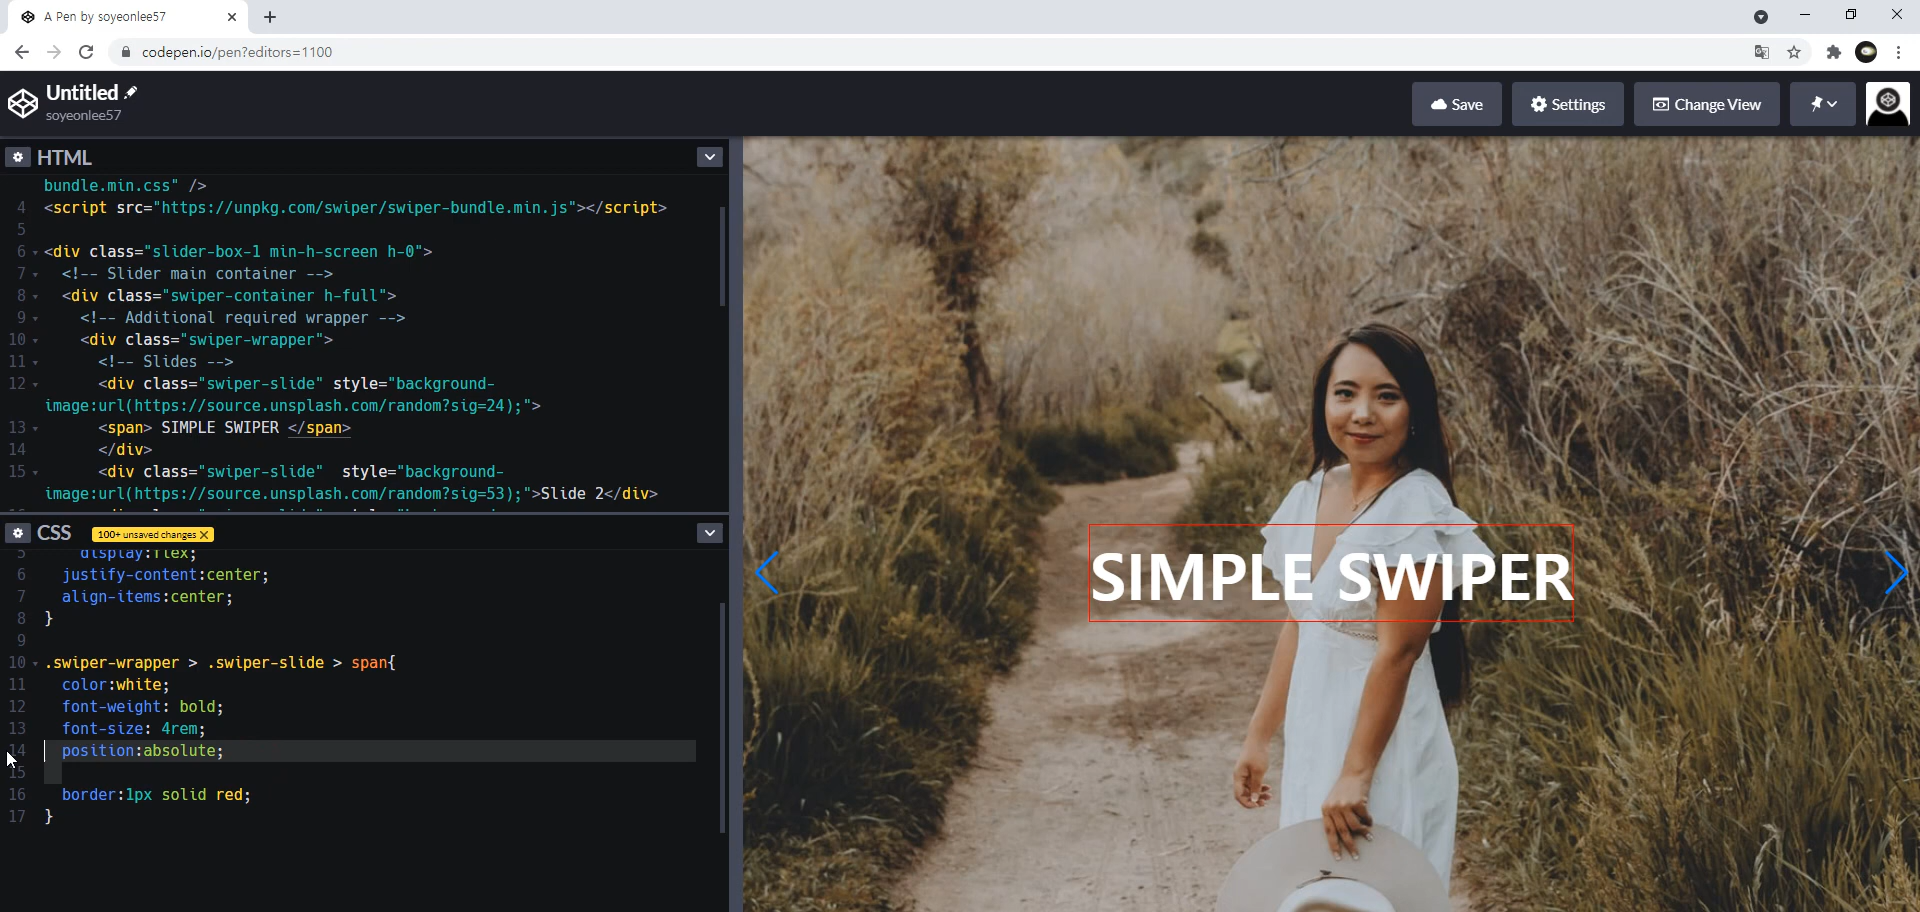 A Pen by soyeonlee57
codepen.io/pen?editors=1100
Untitled
soyeonlee57
Save
Settings
Change View
HTML
bundle.min.css" />
4 <script src="https://unpkg.com/swiper/swiper-bundle.min.js"></script>
5
6 <div class="slider-box-1 min-h-screen h-0">
7 <!-- Slider main container -->
8 <div class="swiper-container h-full">
9 <!-- Additional required wrapper -->
10 <div class="swiper-wrapper">
11 <!-- Slides -->
12 <div class="swiper-slide" style="background-
image:url(https://source.unsplash.com/random?sig=24);">
13 <span> SIMPLE SWIPER </span>
14 </div>
15 <div class="swiper-slide" style="background-
image:url(https://source.unsplash.com/random?sig=53);">Slide 2</div>
CSS 100+ unsaved changes
5 display:flex;
6 justify-content:center;
7 align-items:center;
8 }
9
10 .swiper-wrapper > .swiper-slide > span{
11 color:white;
12 font-weight: bold;
13 font-size: 4rem;
14 position:absolute;
15
16 border:1px solid red;
17 }
SIMPLE SWIPER